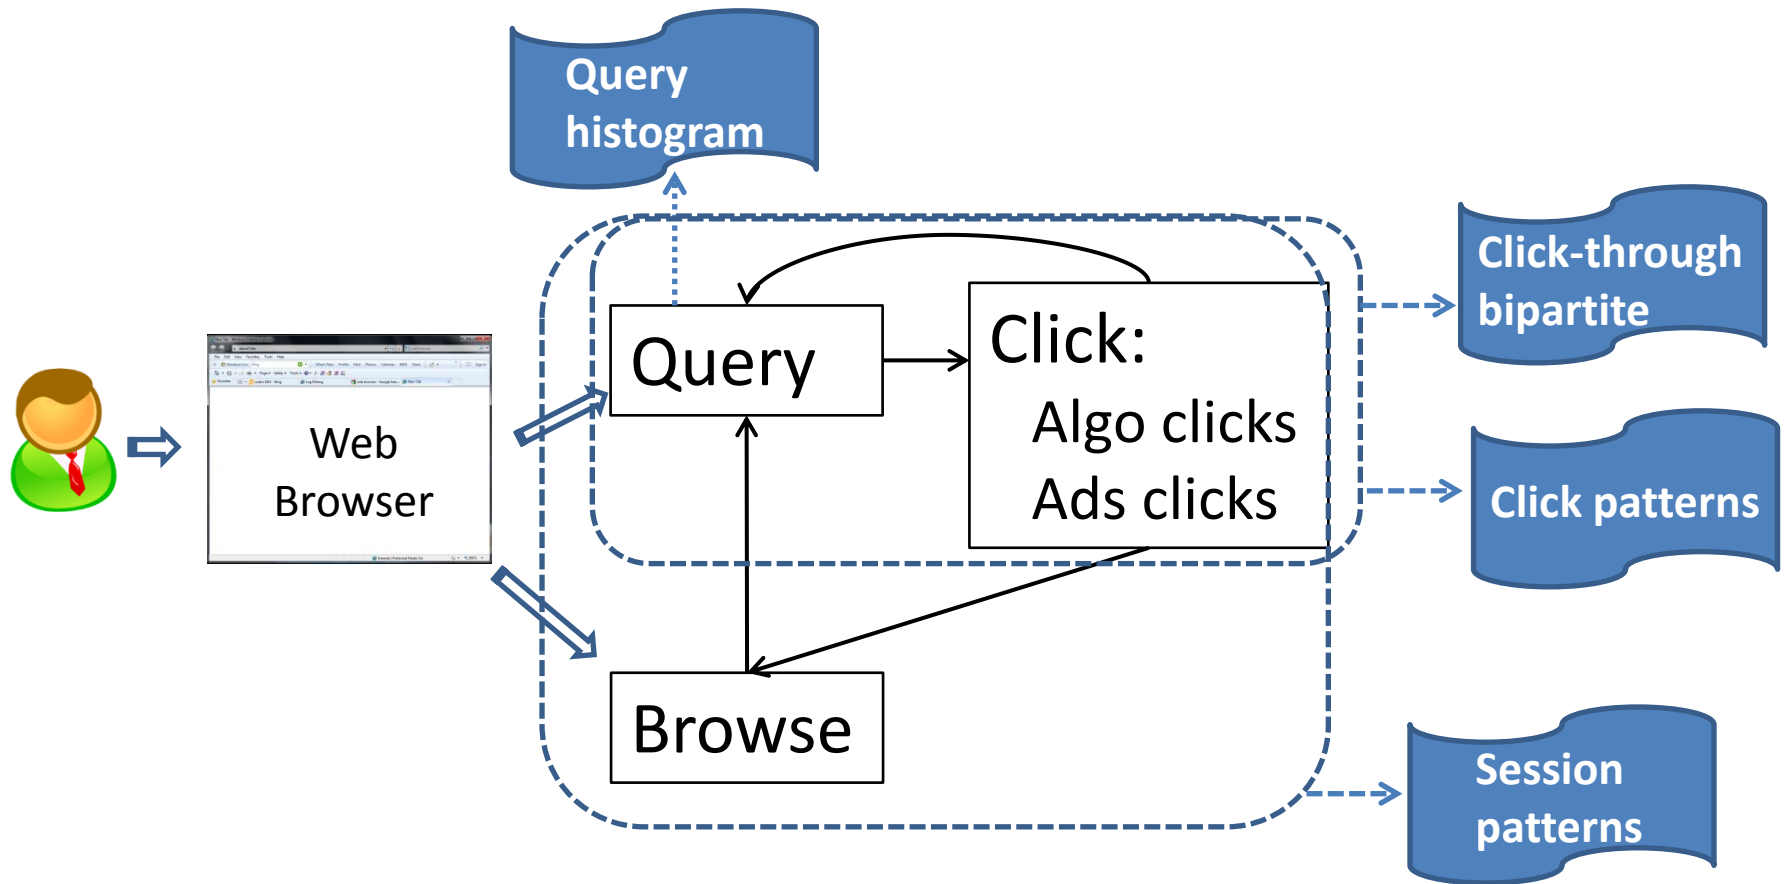 Query
histogram
Click-through
bipartite
Query
Click:
Algo clicks
Ads clicks
Web
Browser
Click patterns
Browse
Session
patterns